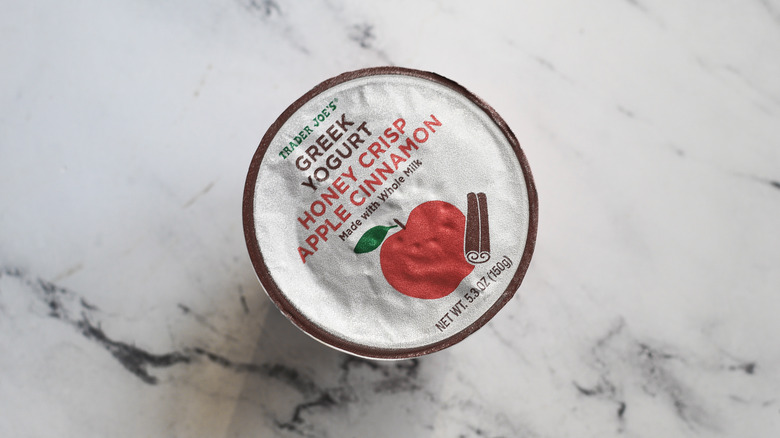 TRADER JOE'S®
GREEK
YOGURT
HONEY CRISP
APPLE CINNAMON
Made with Whole Milk
NET WT. 5.3 OZ (150g)